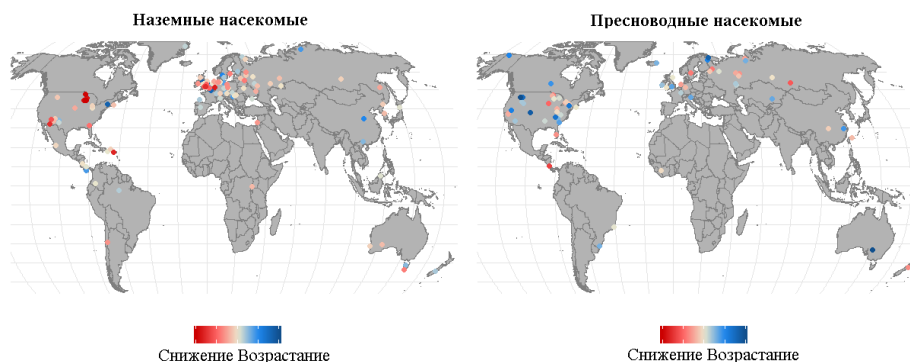 Наземные насекомые
Пресноводные насекомые
Снижение Возрастание
Снижение Возрастание